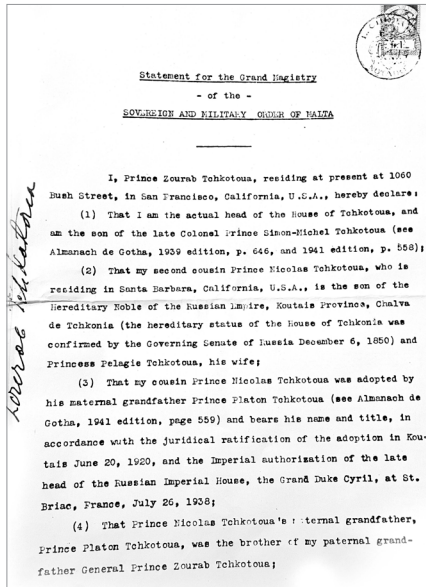 Statement for the Grand Magistry
- of the -
SOVEREIGN AND MILITARY ORDER OF MALTA
I, Prince Zourab Tchkotoua, residing at present at 1060
Bush Street, in San Francisco, California, U.S.A., hereby declare:
(1) That I am the actual head of the House of Tchkotoua, and
am the son of the late Colonel Prince Simon-Michel Tchkotoua (see
Almanach de Gotha, 1939 edition, p. 646, and 1941 edition, p. 558);
(2) That my second cousin Prince Nicolas Tchkotoua, who is
residing in Santa Barbara, California, U.S.A., is the son of the
Hereditary Noble of the Russian Empire, Koutais Province, Chalva
de Tchkonia (the hereditary status of the House of Tchkonia was
confirmed by the Governing Senate of Russia December 6, 1850) and
Princess Pelagie Tchkotoua, his wife;
(3) That my cousin Prince Nicolas Tchkotoua was adopted by
his maternal grandfather Prince Platon Tchkotoua (see Almanach de
Gotha, 1941 edition, page 559) and bears his name and title, in
accordance wuth the juridical ratification of the adoption in Kou-
tais June 20, 1920, and the Imperial authorization of the late
head of the Russian Imperial House, the Grand Duke Cyril, at St.
Briac, France, July 26, 1938;
(4) That Prince Nicolas Tchkotoua's maternal grandfather,
Prince Platon Tchkotoua, was the brother of my paternal grand-
father General Prince Zourab Tchkotoua;